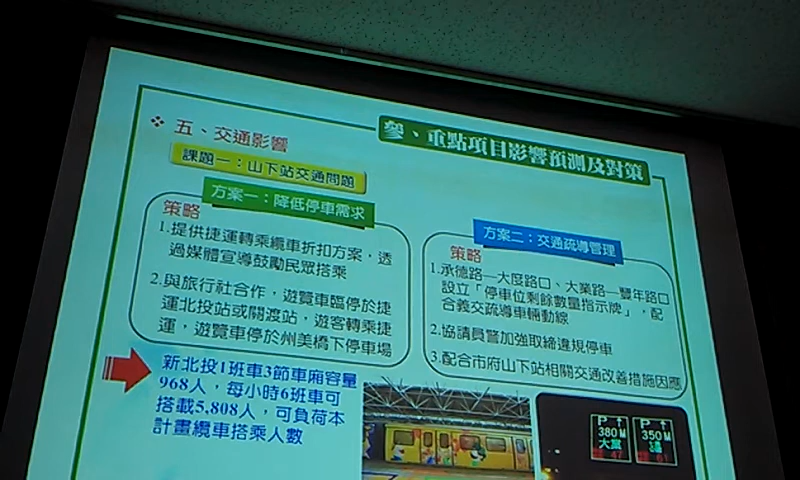 參、重點項目影響預測及對策
❖ 五、交通影響
課題一：山下站交通問題
方案一：降低停車需求
策略
1.提供捷運轉乘纜車折扣方案，透
過媒體宣導鼓勵民眾搭乘
2.與旅行社合作，遊覽車臨停於捷
運北投站或關渡站，遊客轉乘捷
運，遊覽車停於州美橋下停車場
方案二：交通疏導管理
策略
1.承德路—大度路口、大業路—豐年路口
設立「停車位剩餘數量指示牌」，配
合義交疏導車輛動線
2.協請員警加強取締違規停車
3.配合市府山下站相關交通改善措施因應
新北投1班車3節車廂容量
968人，每小時6班車可
搭載5,808人，可負荷本
計畫纜車搭乘人數
P ↑
380 M
大業
47
P ↑
350 M
61